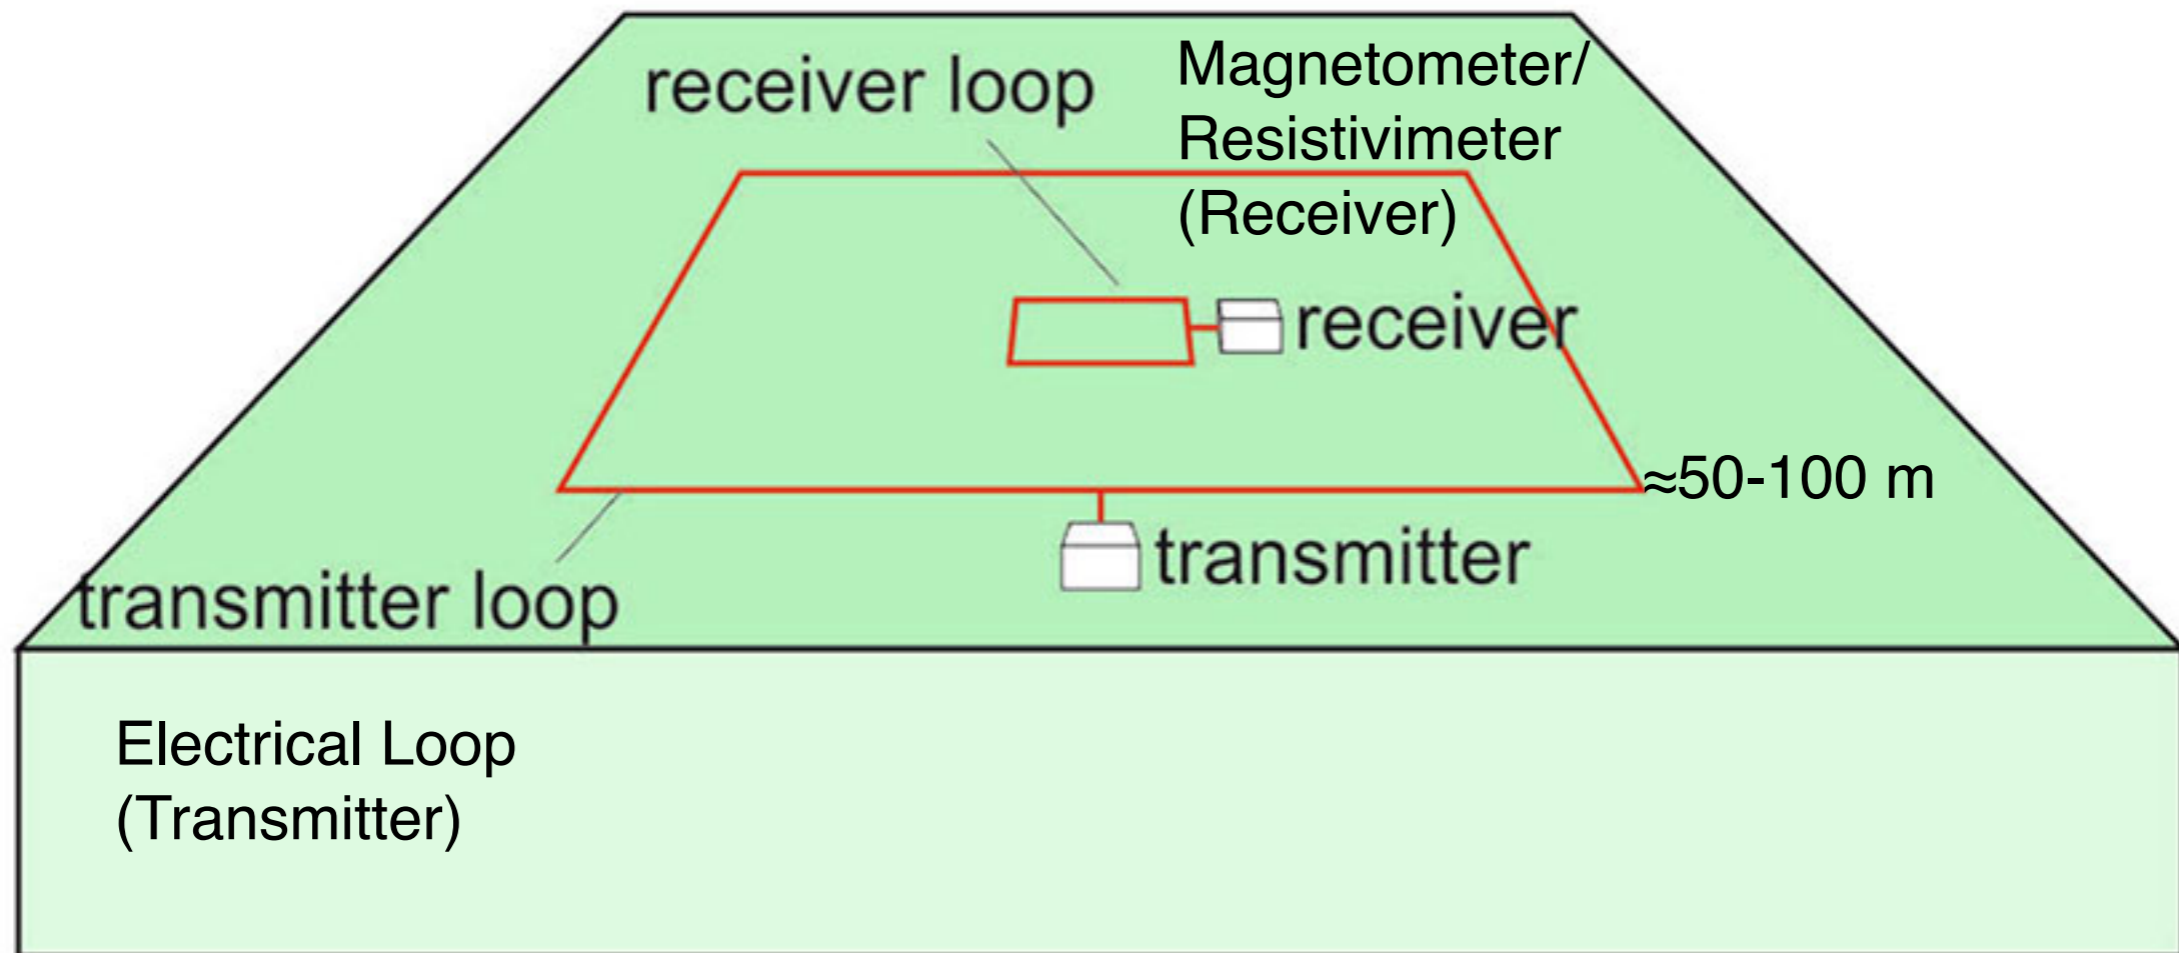 receiver loop
Magnetometer/
Resistivimeter
(Receiver)
receiver
≈50-100 m
transmitter
transmitter loop
Electrical Loop
(Transmitter)